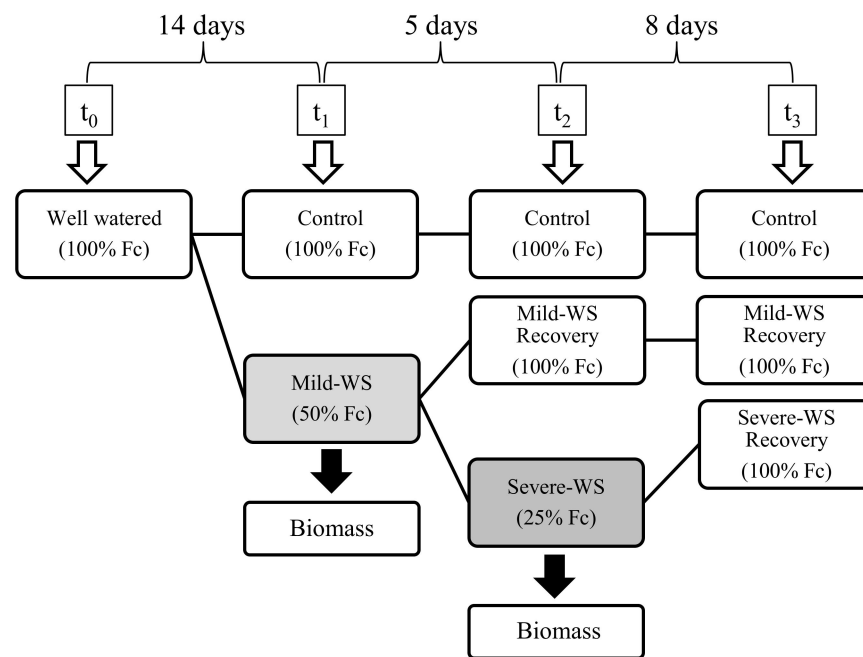 14 days
5 days
8 days
t0
t1
t2
t3
Well watered
(100% Fc)
Control
(100% Fc)
Control
(100% Fc)
Control
(100% Fc)
Mild-WS
Recovery
(100% Fc)
Mild-WS
Recovery
(100% Fc)
Mild-WS
(50% Fc)
Severe-WS
Recovery
(100% Fc)
Severe-WS
(25% Fc)
Biomass
Biomass